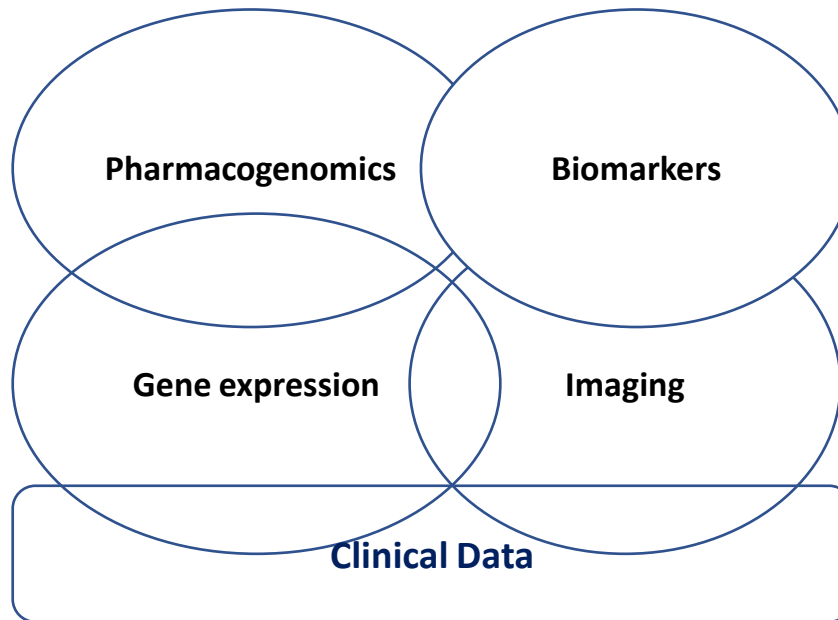 Pharmacogenomics
Biomarkers
Gene expression
Imaging
Clinical Data